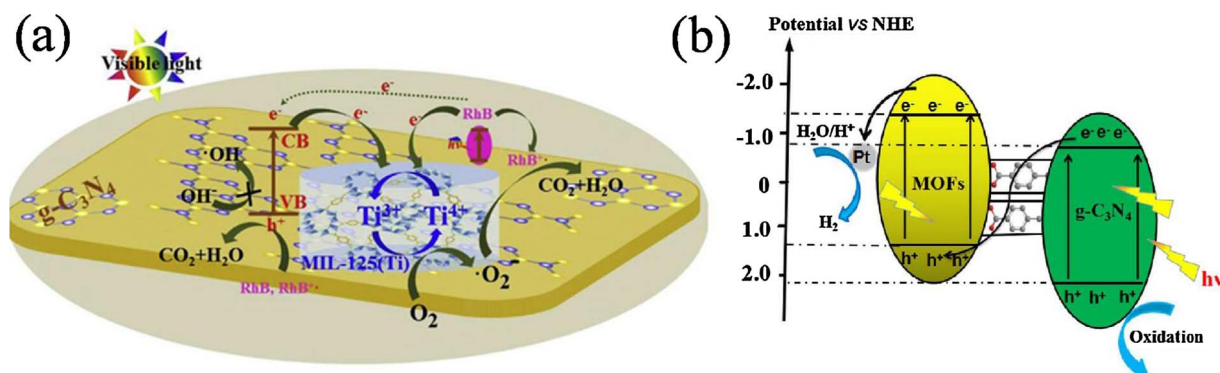 (a)
Visible light
e⁻
e⁻
CB
e⁻
e⁻
RhB
hν
RhB⁺·
·OH
OH⁻
VB
h⁺
g-C₃N₄
Ti³⁺
Ti⁴⁺
CO₂+H₂O
CO₂+H₂O
MIL-125(Ti)
·O₂⁻
RhB, RhB⁺·
O₂
(b)
Potential vs NHE
-2.0
-1.0
0
1.0
2.0
H₂O/H⁺
Pt
H₂
e⁻ e⁻ e⁻
MOFs
h⁺ h⁺ h⁺
e⁻ e⁻ e⁻
g-C₃N₄
h⁺ h⁺ h⁺
hν
Oxidation